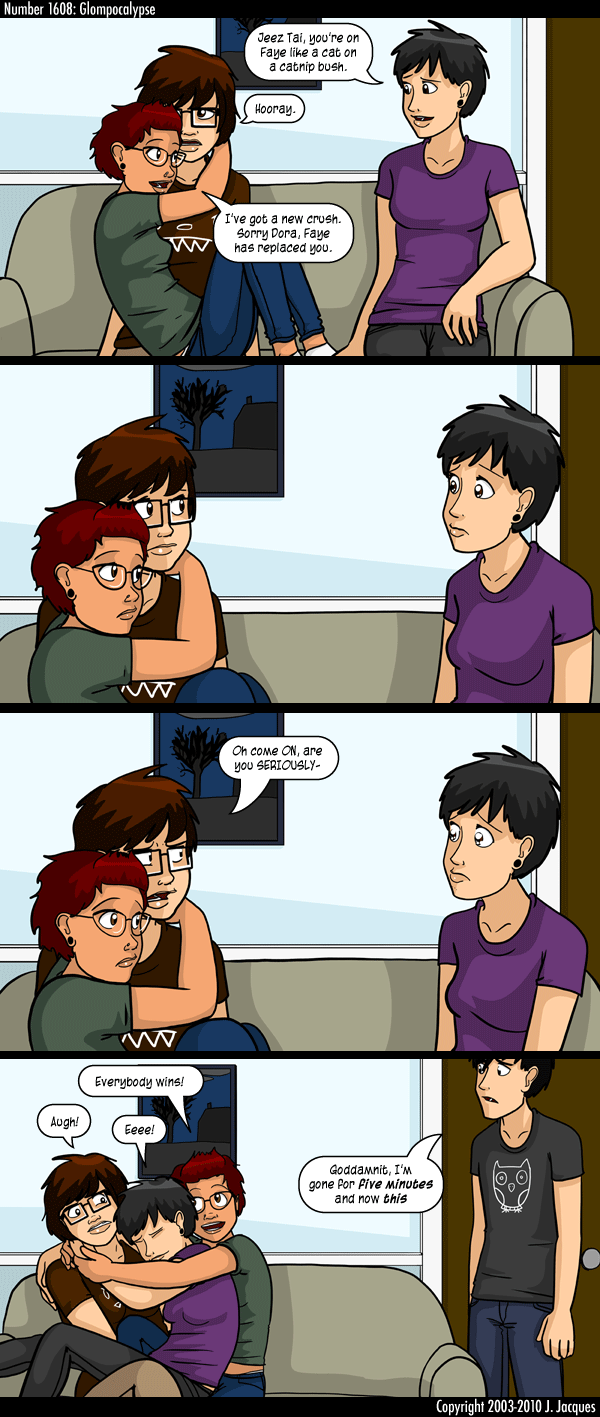 Number 1608: Glompocalypse
Jeez Tai, you're on
Faye like a cat on
a catnip bush.
Hooray.
I've got a new crush.
Sorry Dora, Faye
has replaced you.
Oh come ON, are
you SERIOUSLY-
Everybody wins!
Augh!
Eeee!
Goddamnit, I'm
gone for five minutes
and now this
Copyright 2003-2010 J. Jacques